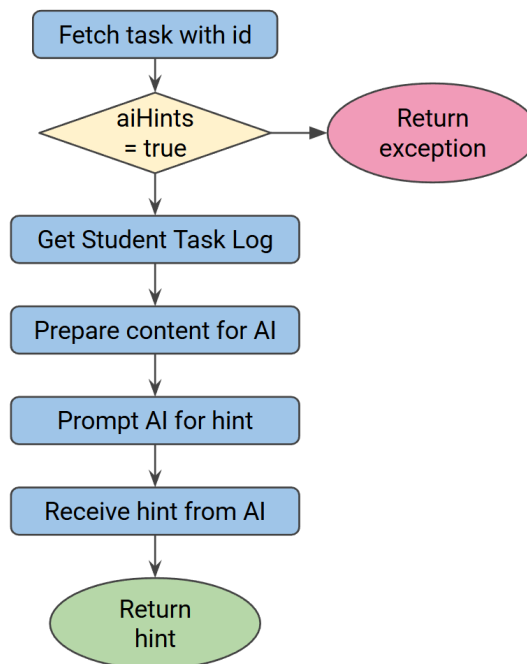 Fetch task with id
aiHints
= true
Return
exception
Get Student Task Log
Prepare content for AI
Prompt AI for hint
Receive hint from AI
Return
hint